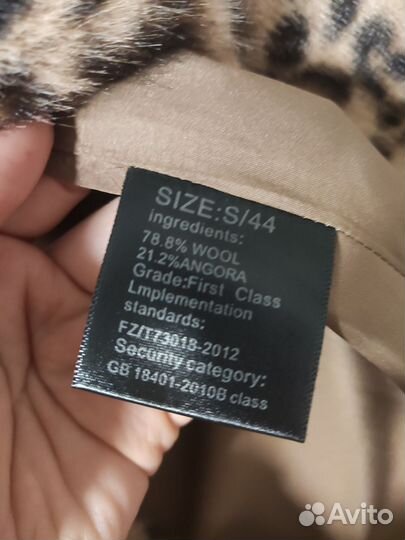 SIZE:S/44
ingredients:
78.8% WOOL
21.2%ANGORA
Grade:First Class
Lmplementation
standards:
FZ/T73018-2012
Security category:
GB 18401-2010B class
Avito